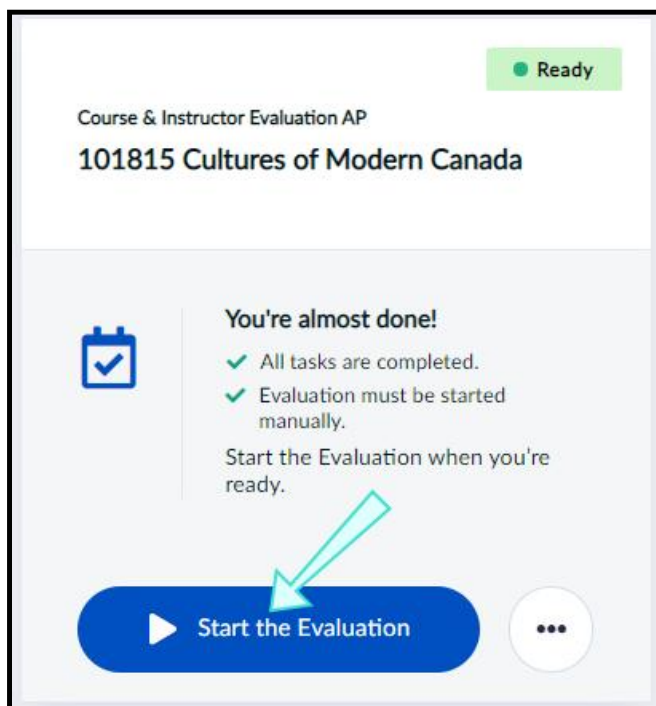 Ready
Course & Instructor Evaluation AP
101815 Cultures of Modern Canada
You're almost done!
All tasks are completed.
Evaluation must be started
manually.
Start the Evaluation when you're
ready.
Start the Evaluation